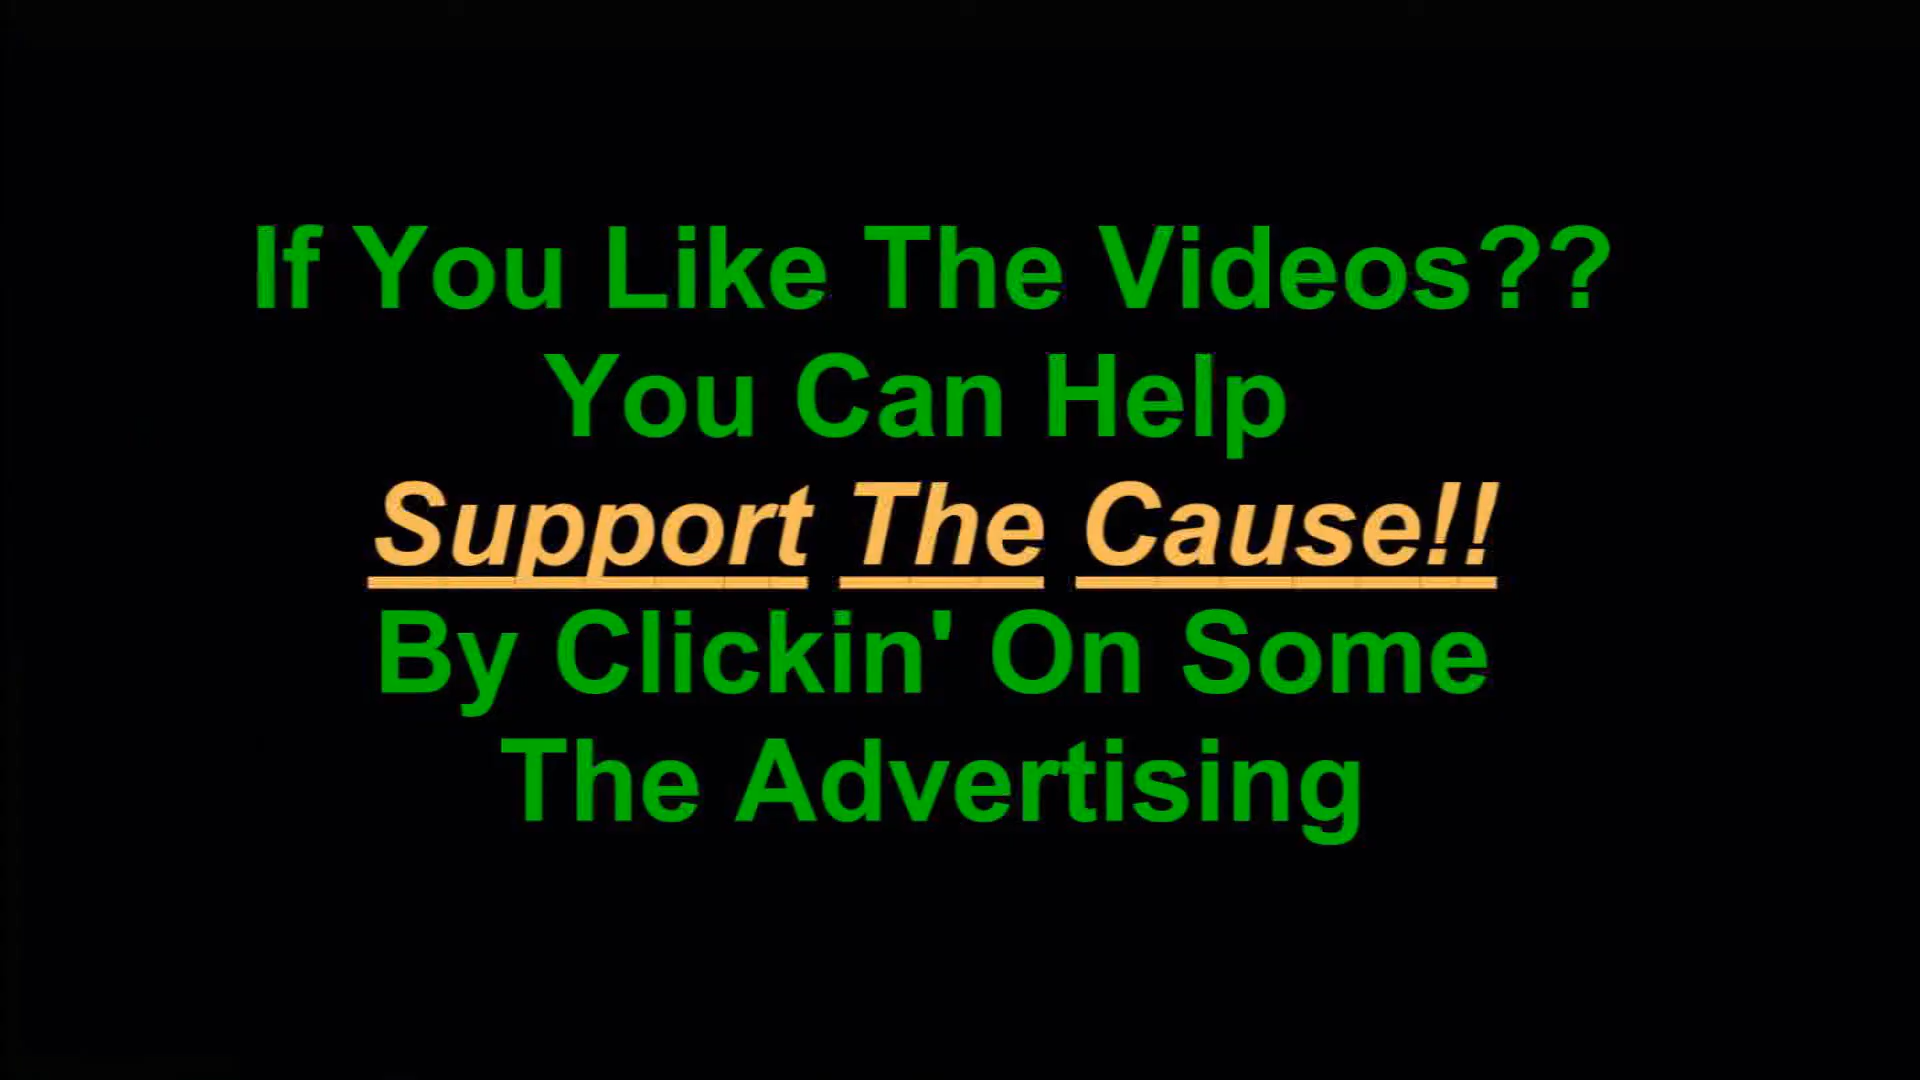 If You Like The Videos??
You Can Help
Support The Cause!!
By Clickin' On Some
The Advertising